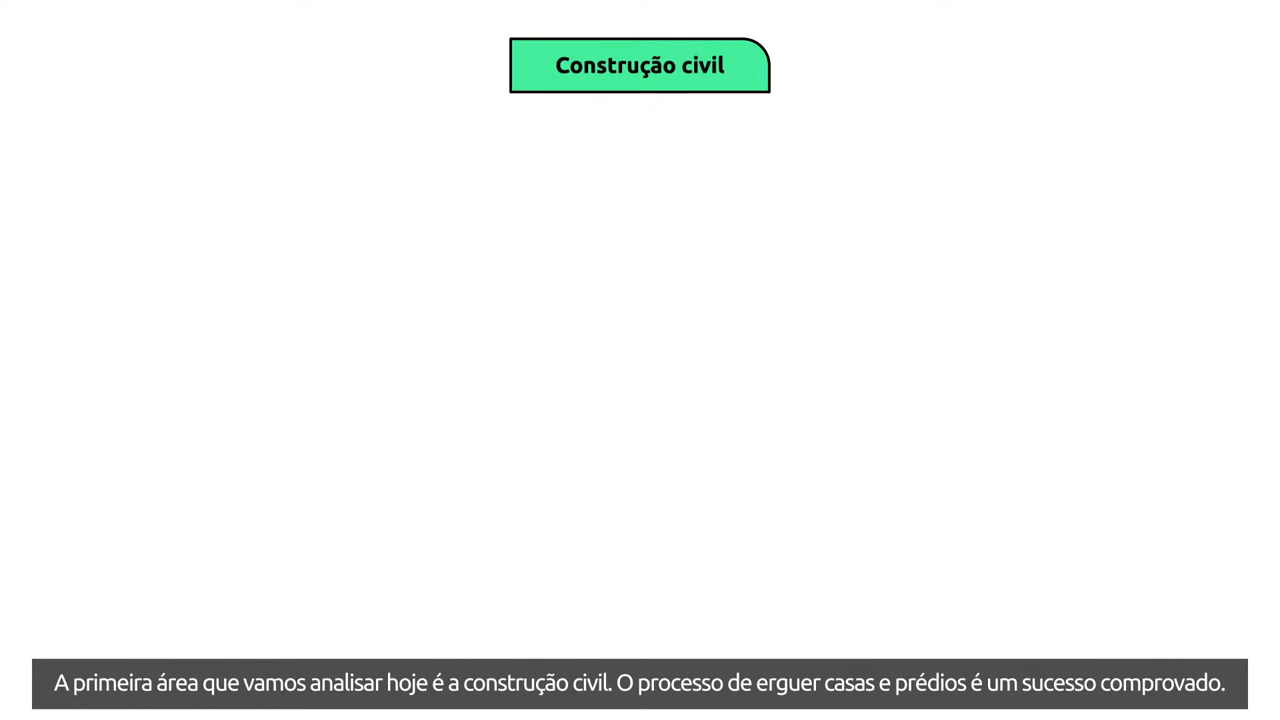 Construção civil
A primeira área que vamos analisar hoje é a construção civil. O processo de erguer casas e prédios é um sucesso comprovado.